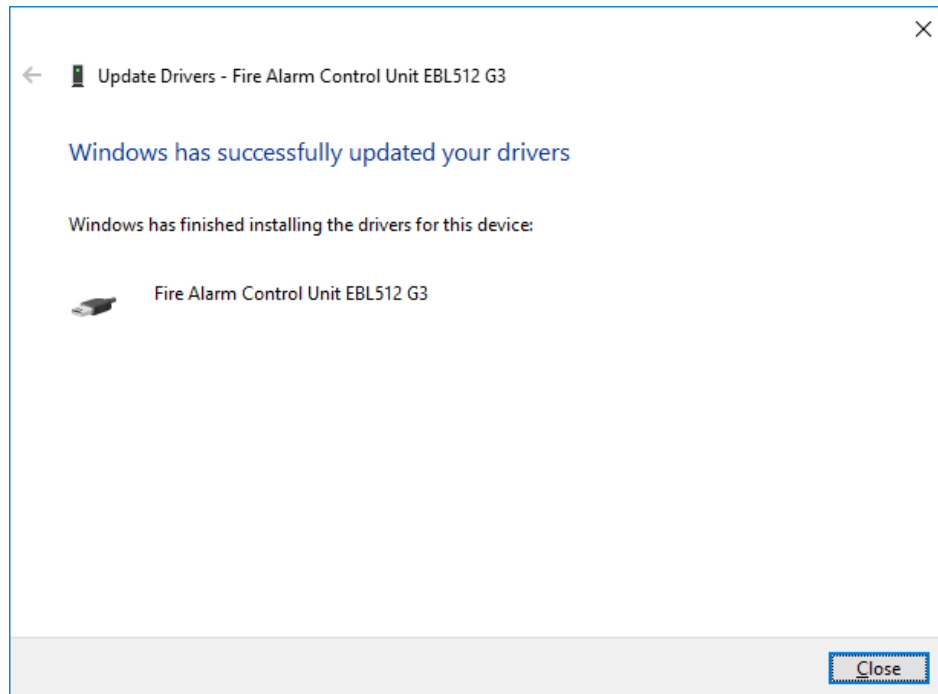 Update Drivers - Fire Alarm Control Unit EBL512 G3
Windows has successfully updated your drivers
Windows has finished installing the drivers for this device:
Fire Alarm Control Unit EBL512 G3
Close